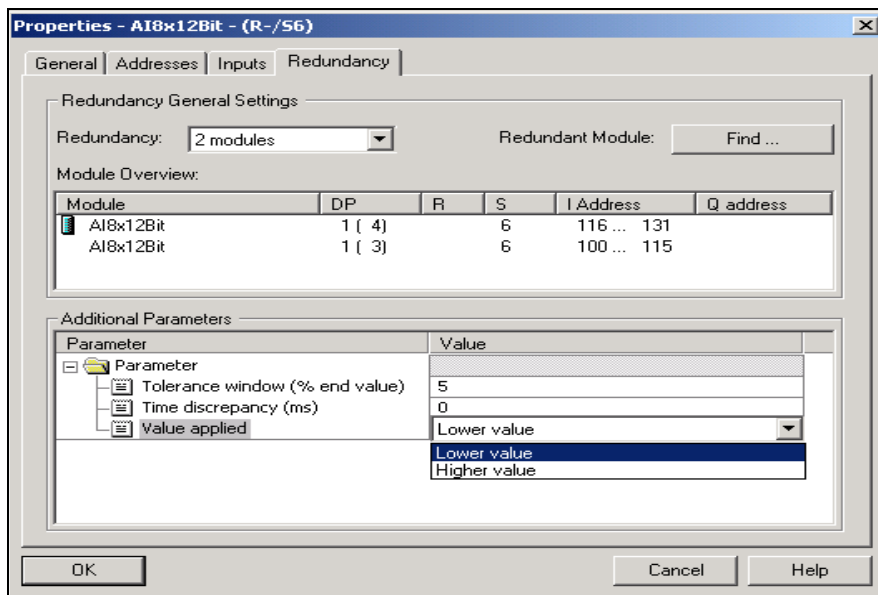 Properties - AI8x12Bit - (R-/S6)
General Addresses Inputs Redundancy
Redundancy General Settings
Redundancy: 2 modules Redundant Module: Find ...
Module Overview:
Module DP R S I Address Q address
AI8x12Bit 1 ( 4) 6 116 ... 131
AI8x12Bit 1 ( 3) 6 100 ... 115
Additional Parameters
Parameter Value
Parameter
Tolerance window (% end value) 5
Time discrepancy (ms) 0
Value applied Lower value
Lower value
Higher value
OK Cancel Help